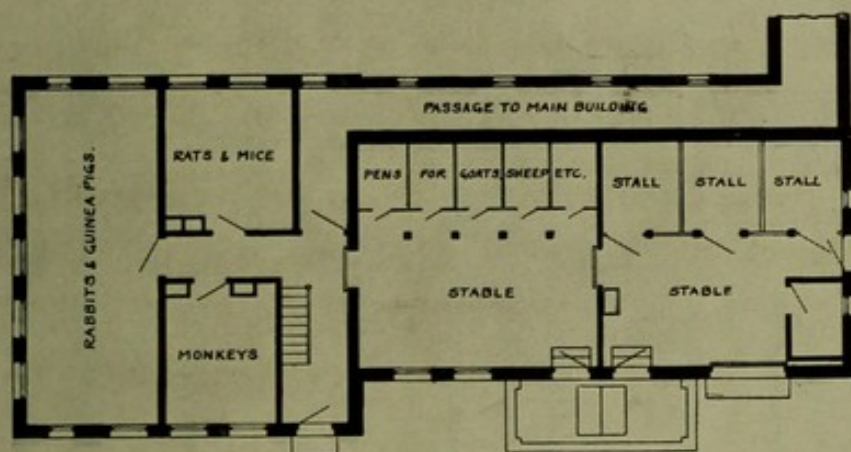 PASSAGE TO MAIN BUILDING
RABBITS & GUINEA PIGS.
RATS & MICE
PENS FOR GOATS, SHEEP ETC.
STALL STALL STALL
STABLE STABLE
MONKEYS